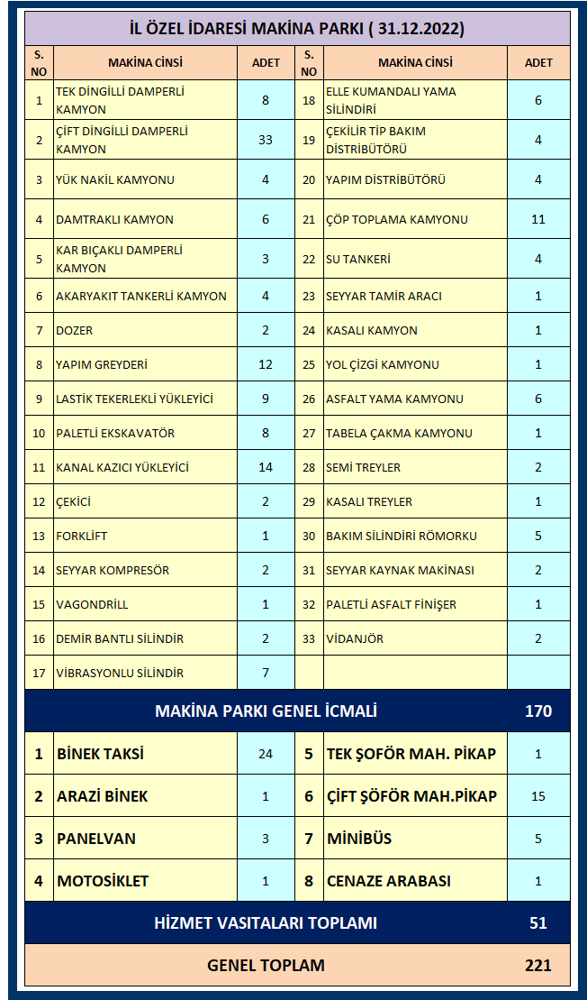 İL ÖZEL İDARESİ MAKİNA PARKI ( 31.12.2022)
S. NO MAKİNA CİNSİ ADET S. NO MAKİNA CİNSİ ADET
1 TEK DİNGİLLİ DAMPERLİ KAMYON 8 18 ELLE KUMANDALI YAMA SİLİNDİRİ 6
2 ÇİFT DİNGİLLİ DAMPERLİ KAMYON 33 19 ÇEKİLİR TİP BAKIM DİSTRİBÜTÖRÜ 4
3 YÜK NAKİL KAMYONU 4 20 YAPIM DİSTRİBÜTÖRÜ 4
4 DAMTRAKLI KAMYON 6 21 ÇÖP TOPLAMA KAMYONU 11
5 KAR BIÇAKLI DAMPERLİ KAMYON 3 22 SU TANKERİ 4
6 AKARYAKIT TANKERLİ KAMYON 4 23 SEYYAR TAMİR ARACI 1
7 DOZER 2 24 KASALI KAMYON 1
8 YAPIM GREYDERİ 12 25 YOL ÇİZGİ KAMYONU 1
9 LASTİK TEKERLEKLİ YÜKLEYİCİ 9 26 ASFALT YAMA KAMYONU 6
10 PALETLİ EKSKAVATÖR 8 27 TABELA ÇAKMA KAMYONU 1
11 KANAL KAZICI YÜKLEYİCİ 14 28 SEMİ TREYLER 2
12 ÇEKİCİ 2 29 KASALI TREYLER 1
13 FORKLİFT 1 30 BAKIM SİLİNDİRİ RÖMORKU 5
14 SEYYAR KOMPRESÖR 2 31 SEYYAR KAYNAK MAKİNASI 2
15 VAGONDRİLL 1 32 PALETLİ ASFALT FİNİŞER 1
16 DEMİR BANTLI SİLİNDİR 2 33 VİDANJÖR 2
17 VİBRASYONLU SİLİNDİR 7
MAKİNA PARKI GENEL İCMALİ 170
1 BİNEK TAKSİ 24 5 TEK ŞOFÖR MAH. PİKAP 1
2 ARAZİ BİNEK 1 6 ÇİFT ŞÖFÖR MAH.PİKAP 15
3 PANELVAN 3 7 MİNİBÜS 5
4 MOTOSİKLET 1 8 CENAZE ARABASI 1
HİZMET VASITALARI TOPLAMI 51
GENEL TOPLAM 221